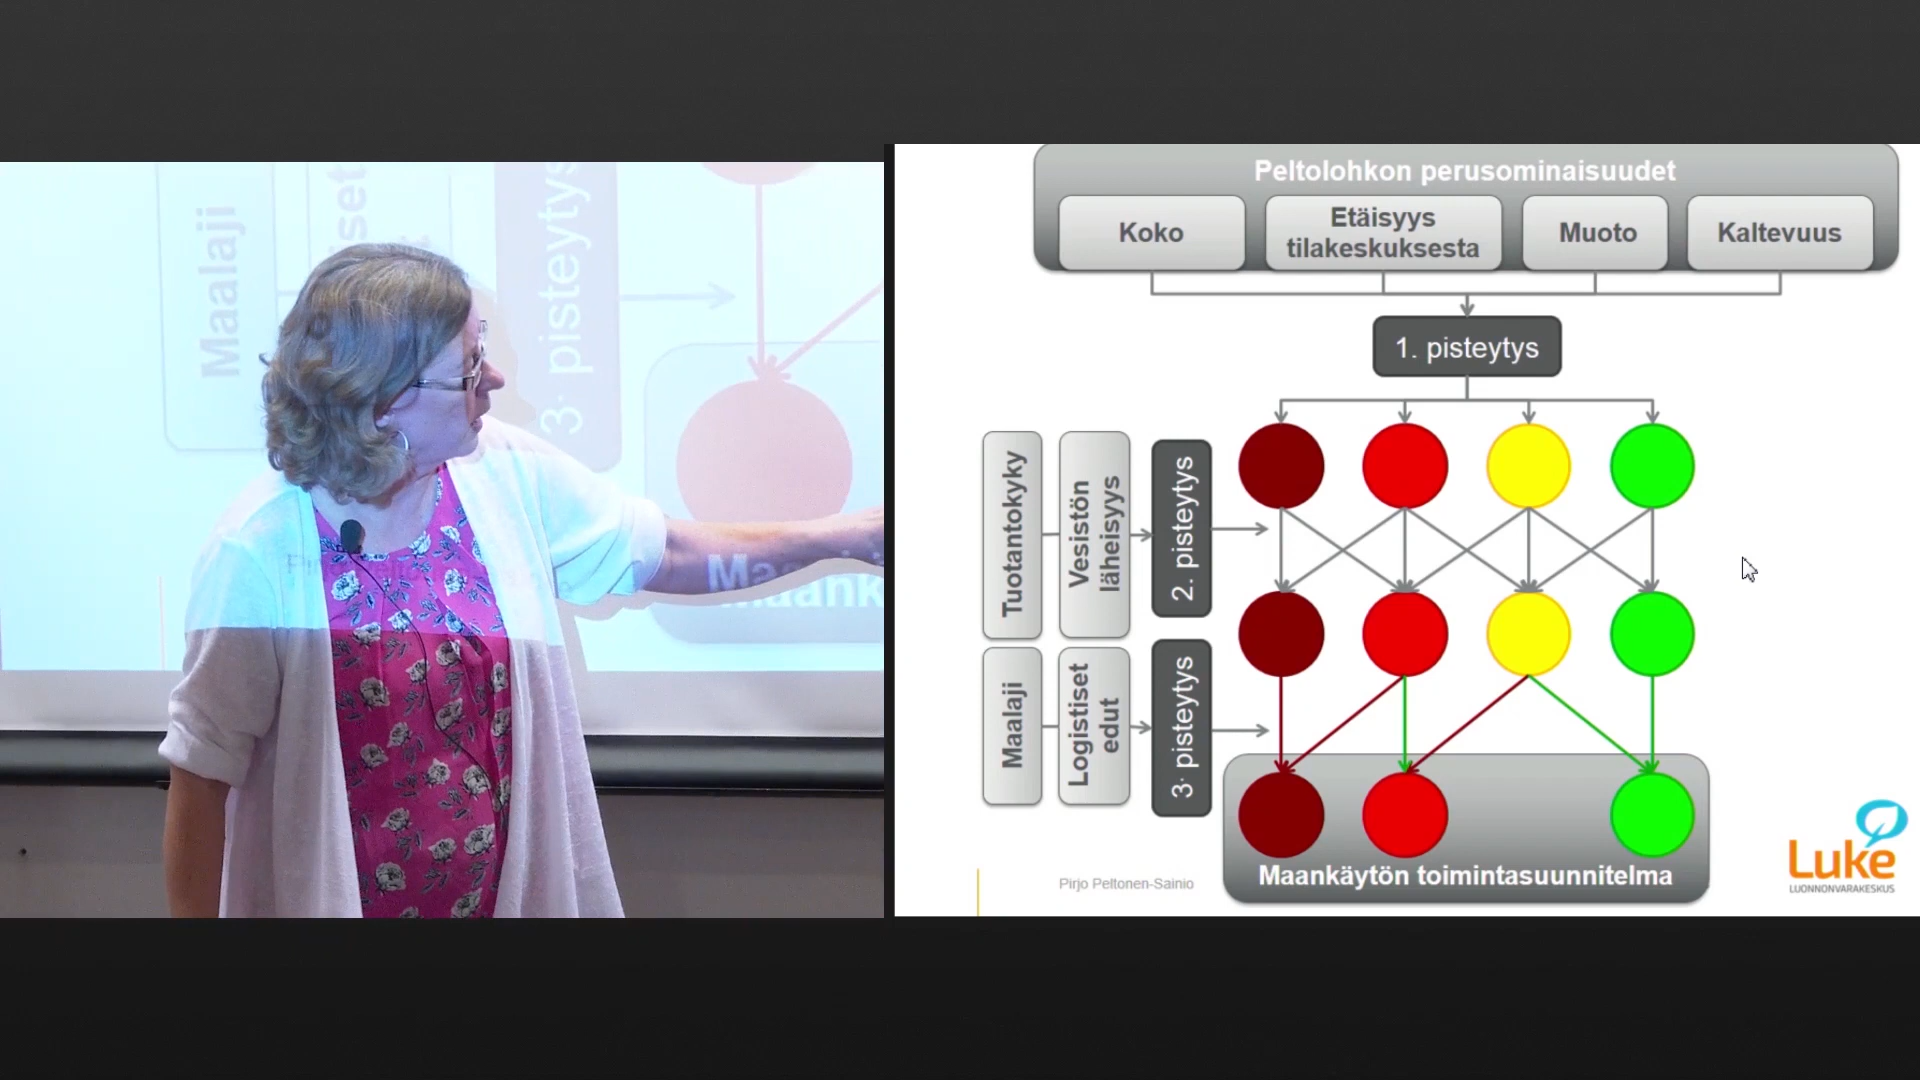 Maalaji
3. pisteytys
Peltolohkon perusominaisuudet
Koko
Etäisyys
tilakeskuksesta
Muoto
Kaltevuus
1. pisteytys
Tuotantokyky
Vesistön
läheisyys
2. pisteytys
Maalaji
Logistiset
edut
3. pisteytys
Maankäytön toimintasuunnitelma
Pirjo Peltonen-Sainio
Luke
LUONNONVARAKESKUS